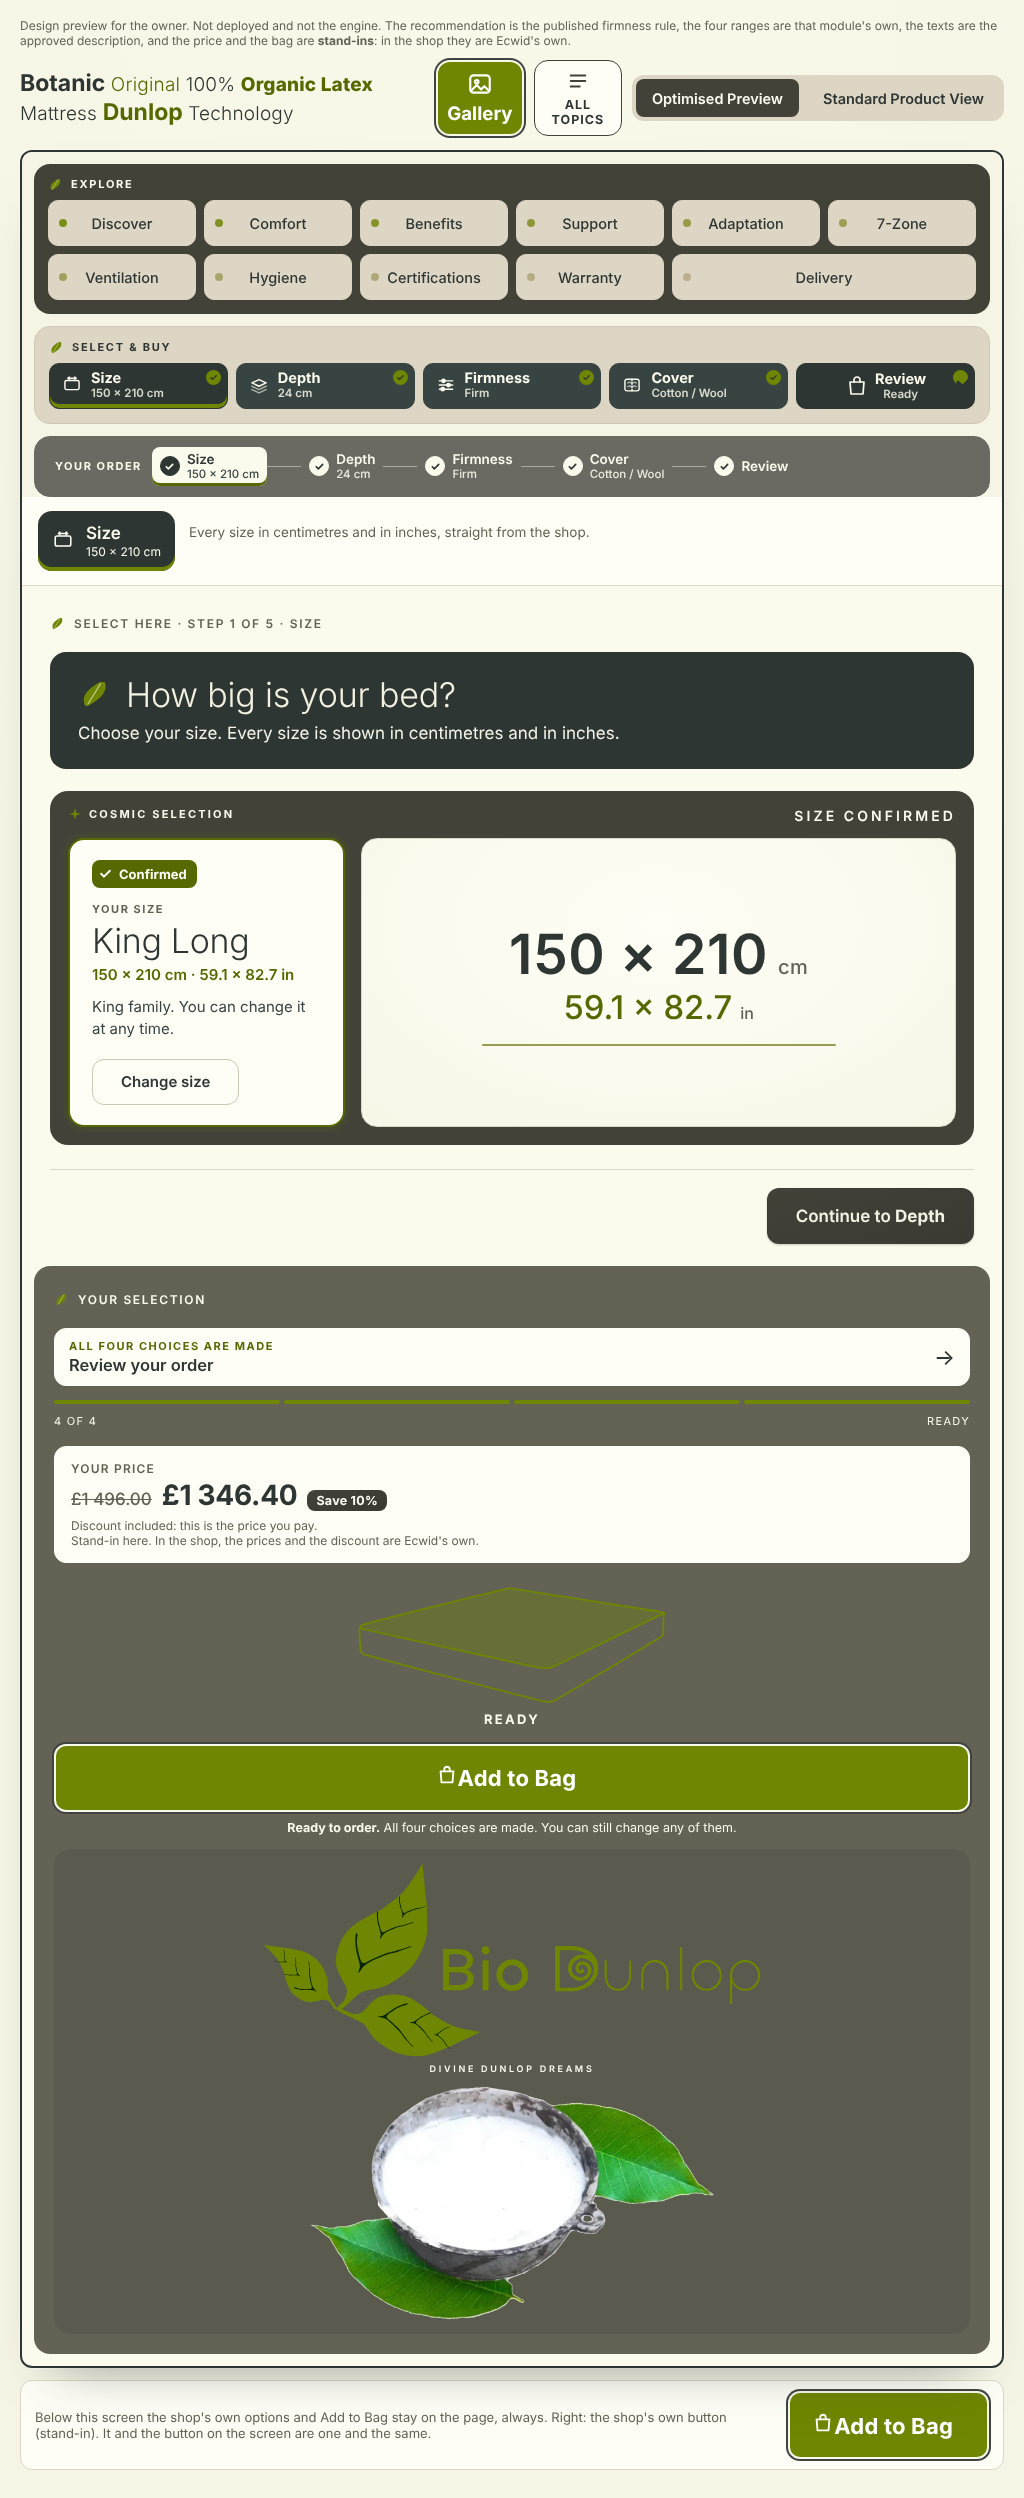 Design preview for the owner. Not deployed and not the engine. The recommendation is the published firmness rule, the four ranges are that module's own, the texts are the
approved description, and the price and the bag are stand-ins: in the shop they are Ecwid's own.
Botanic Original 100% Organic Latex
Mattress Dunlop Technology
Gallery
ALL
TOPICS
Optimised Preview
Standard Product View
EXPLORE
Discover
Comfort
Benefits
Support
Adaptation
7-Zone
Ventilation
Hygiene
Certifications
Warranty
Delivery
SELECT & BUY
Size
150 × 210 cm
Depth
24 cm
Firmness
Firm
Cover
Cotton / Wool
Review
Ready
YOUR ORDER
Size
150 × 210 cm
Depth
24 cm
Firmness
Firm
Cover
Cotton / Wool
Review
Size
150 × 210 cm
Every size in centimetres and in inches, straight from the shop.
SELECT HERE · STEP 1 OF 5 · SIZE
How big is your bed?
Choose your size. Every size is shown in centimetres and in inches.
COSMIC SELECTION
SIZE CONFIRMED
Confirmed
YOUR SIZE
King Long
150 × 210 cm · 59.1 × 82.7 in
King family. You can change it
at any time.
Change size
150 × 210 cm
59.1 × 82.7 in
Continue to Depth
YOUR SELECTION
ALL FOUR CHOICES ARE MADE
Review your order
4 OF 4
READY
YOUR PRICE
£1 496.00 £1 346.40 Save 10%
Discount included: this is the price you pay.
Stand-in here. In the shop, the prices and the discount are Ecwid's own.
READY
Add to Bag
Ready to order. All four choices are made. You can still change any of them.
Bio Dunlop
DIVINE DUNLOP DREAMS
Below this screen the shop's own options and Add to Bag stay on the page, always. Right: the shop's own button
(stand-in). It and the button on the screen are one and the same.
Add to Bag